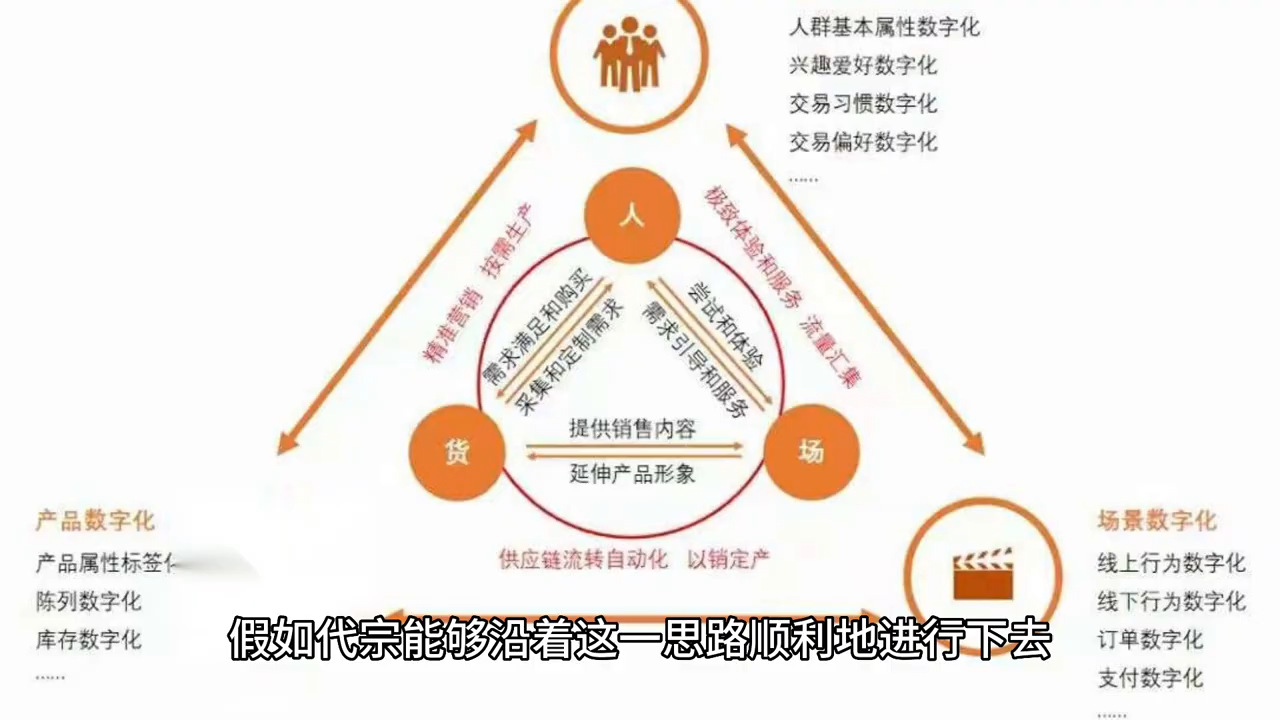 人群基本属性数字化
兴趣爱好数字化
交易习惯数字化
交易偏好数字化
……
人
精准营销 按需生产
极致体验和服务 流量汇集
需求满足和购买
采集和定制需求
尝试和体验
需求引导和服务
货
提供销售内容
延伸产品形象
场
供应链流转自动化 以销定产
产品数字化
产品属性标签化
陈列数字化
库存数字化
……
场景数字化
线上行为数字化
线下行为数字化
订单数字化
支付数字化
……
假如代宗能够沿着这一思路顺利地进行下去